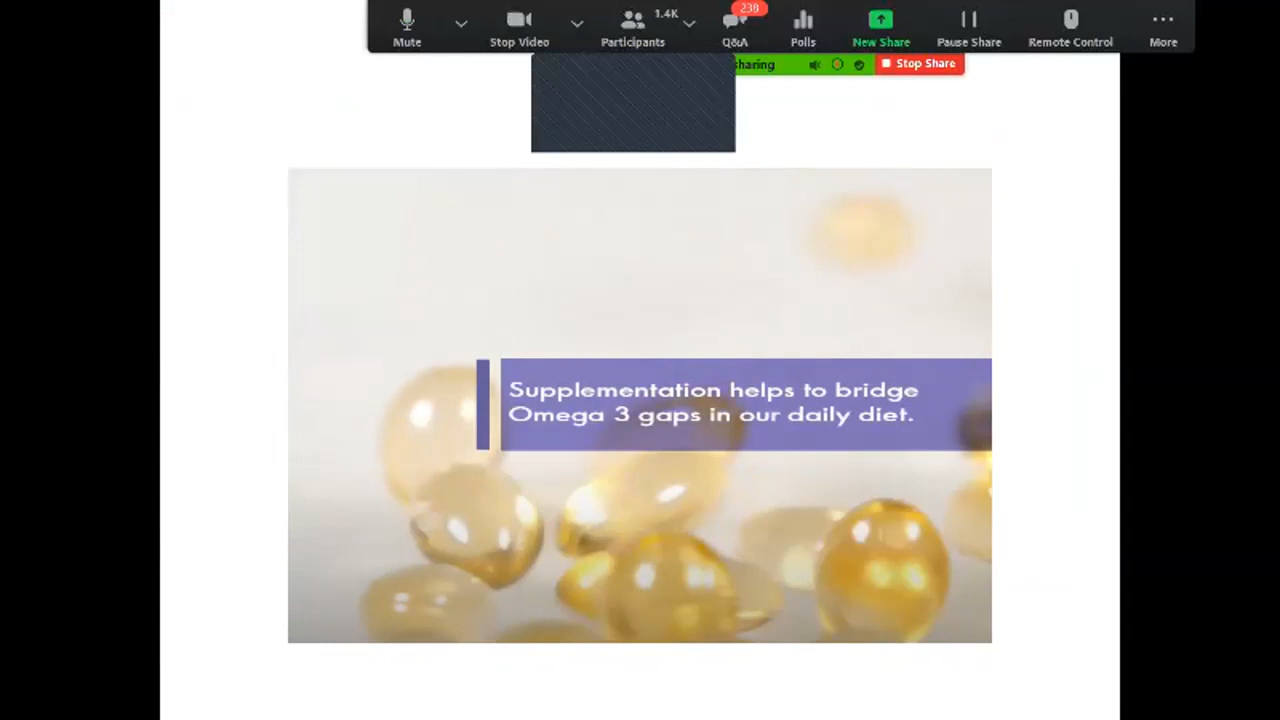 1.4K
238
Mute
Stop Video
Participants
Q&A
Polls
New Share
Pause Share
Remote Control
More
sharing
Stop Share
Supplementation helps to bridge
Omega 3 gaps in our daily diet.